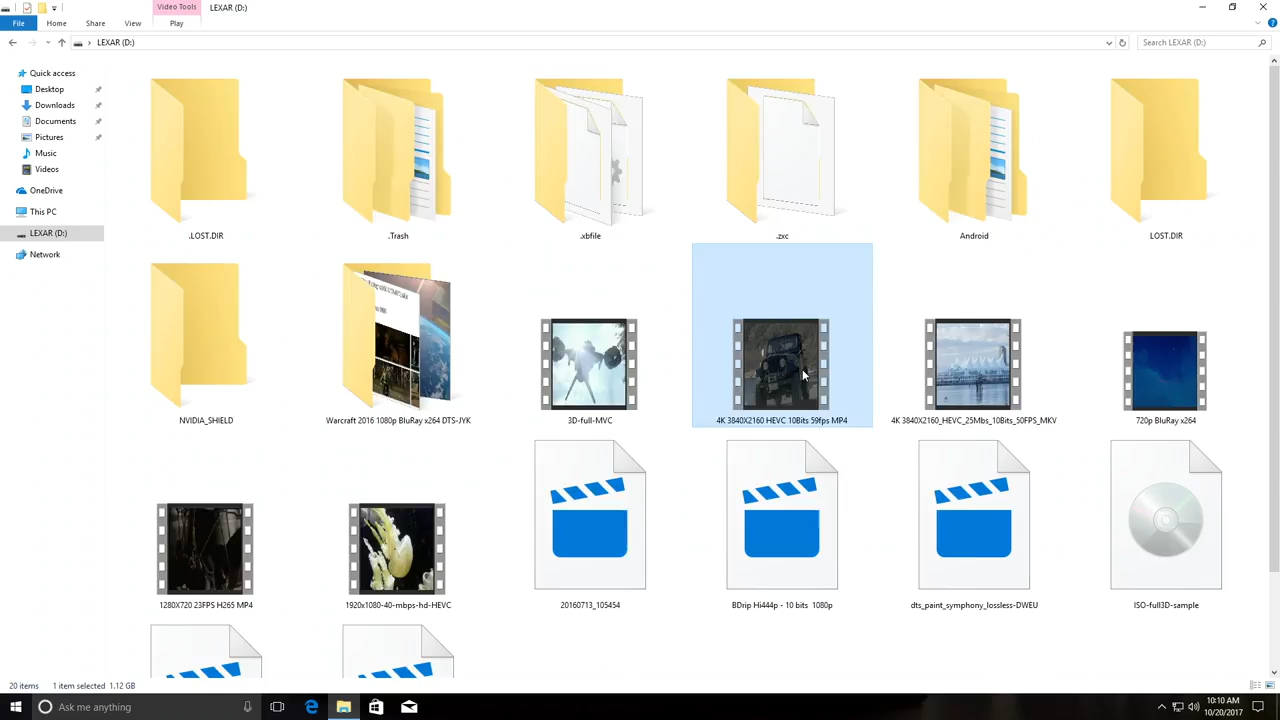 Video Tools
LEXAR (D:)
File
Home
Share
View
Play
LEXAR (D:)
Search LEXAR (D:)
Quick access
Desktop
Downloads
Documents
Pictures
Music
Videos
OneDrive
This PC
LEXAR (D:)
Network
.LOST.DIR
.Trash
.xbfile
.zxc
Android
LOST.DIR
NVIDIA_SHIELD
Warcraft 2016 1080p BluRay x264 DTS-JYK
3D-full-MVC
4K 3840X2160 HEVC 10Bits 59fps MP4
4K 3840X2160_HEVC_25Mbs_10Bits_50FPS_MKV
720p BluRay x264
1280X720 23FPS H265 MP4
1920x1080-40-mbps-hd-HEVC
20160713_105454
BDrip Hi444p - 10 bits 1080p
dts_paint_symphony_lossless-DWEU
ISO-full3D-sample
20 items
1 item selected 1.12 GB
Ask me anything
10:10 AM
10/20/2017